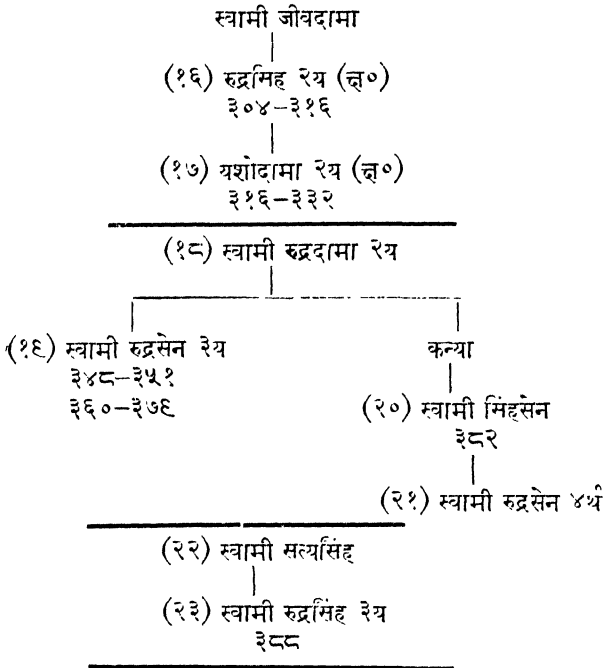 स्वामी जीवदामा
(१६) रुद्रसिंह २य (क्ष०)
३०४-३१६
(१७) यशोदामा २य (क्ष०)
३१६-३३२
(१८) स्वामी रुद्रदामा २य
(१९) स्वामी रुद्रसेन ३य
३४८-३५१
३६०-३७९
कन्या
(२०) स्वामी सिंहसेन
३८२
(२१) स्वामी रुद्रसेन ४र्थ
(२२) स्वामी सत्यसिंह
(२३) स्वामी रुद्रसिंह ३य
३८८